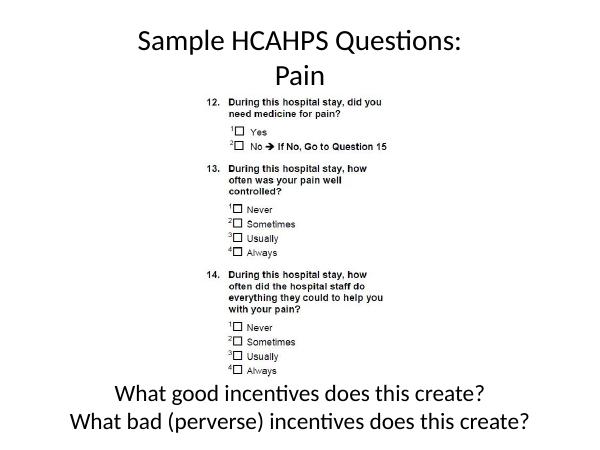 Sample HCAHPS Questions:
Pain
12. During this hospital stay, did you
need medicine for pain?
1 Yes
2 No ➔ If No, Go to Question 15
13. During this hospital stay, how
often was your pain well
controlled?
1 Never
2 Sometimes
3 Usually
4 Always
14. During this hospital stay, how
often did the hospital staff do
everything they could to help you
with your pain?
1 Never
2 Sometimes
3 Usually
4 Always
What good incentives does this create?
What bad (perverse) incentives does this create?